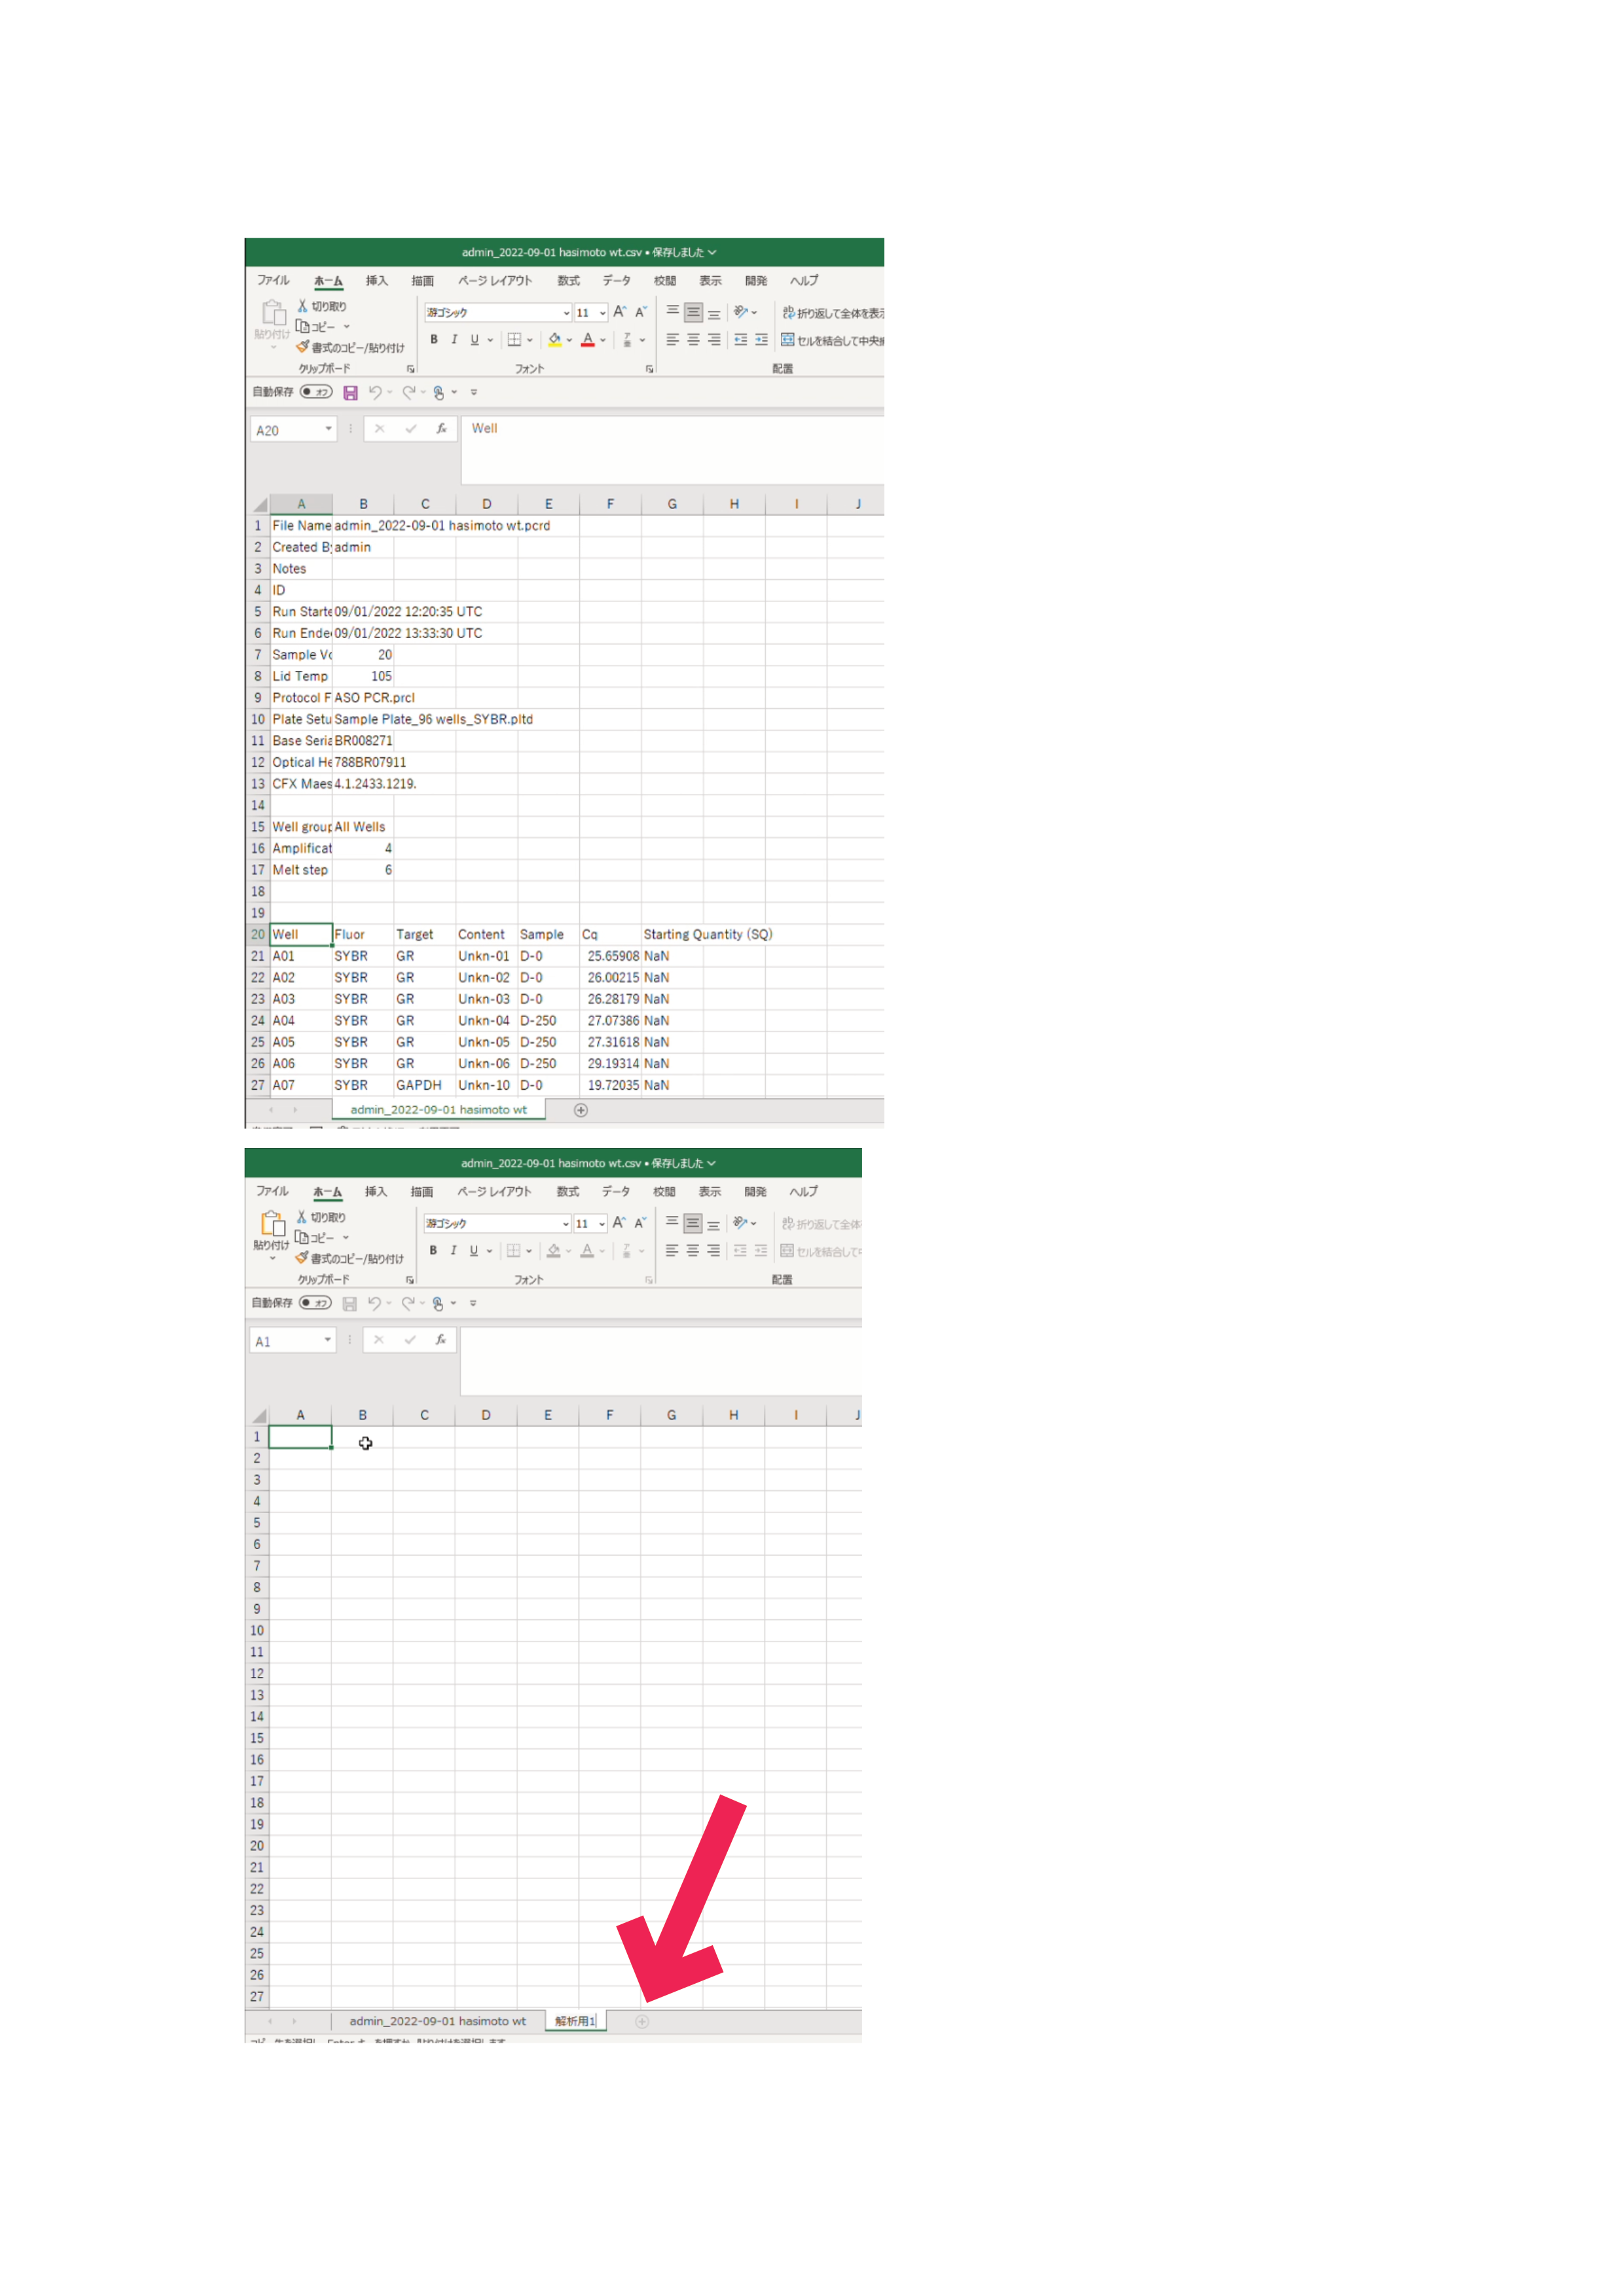 admin_2022-09-01 hasimoto wt.csv • 保存しました
ファイル ホーム 挿入 描画 ページ レイアウト 数式 データ 校閲 表示 開発 ヘルプ
切り取り
コピー
書式のコピー/貼り付け
貼り付け
クリップボード
游ゴシック 11
B I U
フォント
折り返して全体を表示
セルを結合して中央
配置
自動保存 オフ
A20 fx Well
A B C D E F G H I J
1 File Name admin_2022-09-01 hasimoto wt.pcrd
2 Created By admin
3 Notes
4 ID
5 Run Starte 09/01/2022 12:20:35 UTC
6 Run Ende 09/01/2022 13:33:30 UTC
7 Sample Vo 20
8 Lid Temp 105
9 Protocol F ASO PCR.prcl
10 Plate Setu Sample Plate_96 wells_SYBR.pltd
11 Base Seria BR008271
12 Optical He 788BR07911
13 CFX Maes 4.1.2433.1219.
14
15 Well group All Wells
16 Amplificat 4
17 Melt step 6
18
19
20 Well Fluor Target Content Sample Cq Starting Quantity (SQ)
21 A01 SYBR GR Unkn-01 D-0 25.65908 NaN
22 A02 SYBR GR Unkn-02 D-0 26.00215 NaN
23 A03 SYBR GR Unkn-03 D-0 26.28179 NaN
24 A04 SYBR GR Unkn-04 D-250 27.07386 NaN
25 A05 SYBR GR Unkn-05 D-250 27.31618 NaN
26 A06 SYBR GR Unkn-06 D-250 29.19314 NaN
27 A07 SYBR GAPDH Unkn-10 D-0 19.72035 NaN
admin_2022-09-01 hasimoto wt
admin_2022-09-01 hasimoto wt.csv • 保存しました
ファイル ホーム 挿入 描画 ページ レイアウト 数式 データ 校閲 表示 開発 ヘルプ
切り取り
コピー
書式のコピー/貼り付け
貼り付け
クリップボード
游ゴシック 11
B I U
フォント
折り返して全体
セルを結合して
配置
自動保存 オフ
A1 fx
A B C D E F G H I J
1
2
3
4
5
6
7
8
9
10
11
12
13
14
15
16
17
18
19
20
21
22
23
24
25
26
27
admin_2022-09-01 hasimoto wt 解析用1